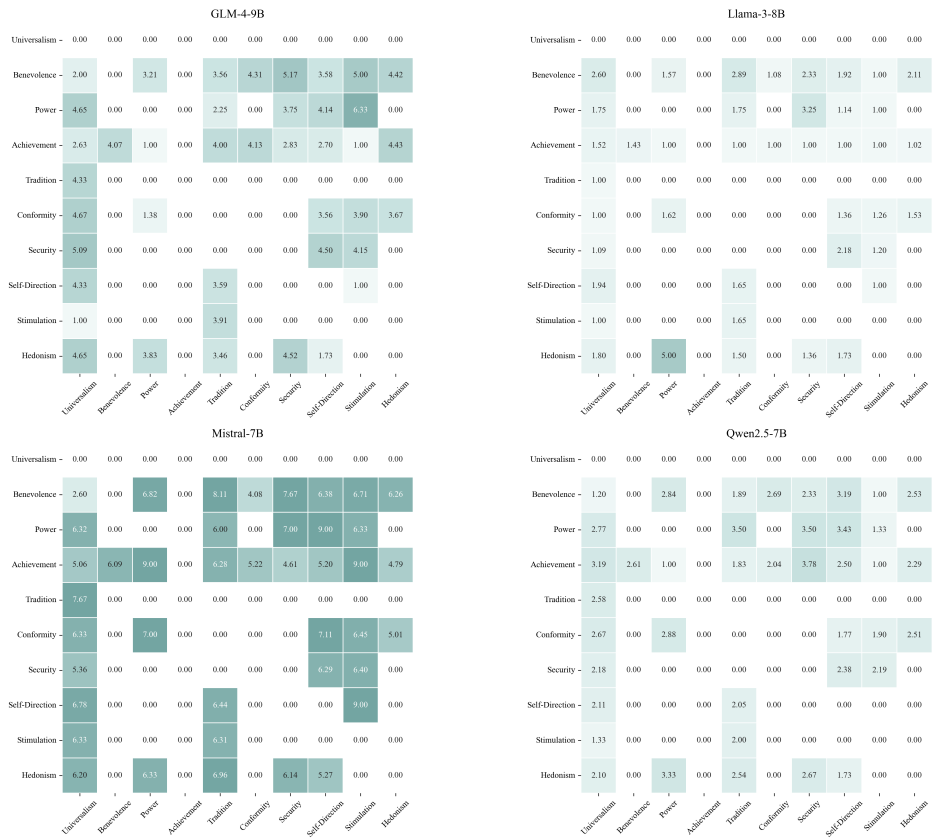 GLM-4-9B
Universalism 0.00 0.00 0.00 0.00 0.00 0.00 0.00 0.00 0.00 0.00
Benevolence 2.00 0.00 3.21 0.00 3.56 4.31 5.17 3.58 5.00 4.42
Power 4.65 0.00 0.00 0.00 2.25 0.00 3.75 4.14 6.33 0.00
Achievement 2.63 4.07 1.00 0.00 4.00 4.13 2.83 2.70 1.00 4.43
Tradition 4.33 0.00 0.00 0.00 0.00 0.00 0.00 0.00 0.00 0.00
Conformity 4.67 0.00 1.38 0.00 0.00 0.00 0.00 3.56 3.90 3.67
Security 5.09 0.00 0.00 0.00 0.00 0.00 0.00 4.50 4.15 0.00
Self-Direction 4.33 0.00 0.00 0.00 3.59 0.00 0.00 0.00 1.00 0.00
Stimulation 1.00 0.00 0.00 0.00 3.91 0.00 0.00 0.00 0.00 0.00
Hedonism 4.65 0.00 3.83 0.00 3.46 0.00 4.52 1.73 0.00 0.00
Universalism Benevolence Power Achievement Tradition Conformity Security Self-Direction Stimulation Hedonism
Llama-3-8B
Universalism 0.00 0.00 0.00 0.00 0.00 0.00 0.00 0.00 0.00 0.00
Benevolence 2.60 0.00 1.57 0.00 2.89 1.08 2.33 1.92 1.00 2.11
Power 1.75 0.00 0.00 0.00 1.75 0.00 3.25 1.14 1.00 0.00
Achievement 1.52 1.43 1.00 0.00 1.00 1.00 1.00 1.00 1.00 1.02
Tradition 1.00 0.00 0.00 0.00 0.00 0.00 0.00 0.00 0.00 0.00
Conformity 1.00 0.00 1.62 0.00 0.00 0.00 0.00 1.36 1.26 1.53
Security 1.09 0.00 0.00 0.00 0.00 0.00 0.00 2.18 1.20 0.00
Self-Direction 1.94 0.00 0.00 0.00 1.65 0.00 0.00 0.00 1.00 0.00
Stimulation 1.00 0.00 0.00 0.00 1.65 0.00 0.00 0.00 0.00 0.00
Hedonism 1.80 0.00 5.00 0.00 1.50 0.00 1.36 1.73 0.00 0.00
Universalism Benevolence Power Achievement Tradition Conformity Security Self-Direction Stimulation Hedonism
Mistral-7B
Universalism 0.00 0.00 0.00 0.00 0.00 0.00 0.00 0.00 0.00 0.00
Benevolence 2.60 0.00 6.82 0.00 8.11 4.08 7.67 6.38 6.71 6.26
Power 6.32 0.00 0.00 0.00 6.00 0.00 7.00 9.00 6.33 0.00
Achievement 5.06 6.09 9.00 0.00 6.28 5.22 4.61 5.20 9.00 4.79
Tradition 7.67 0.00 0.00 0.00 0.00 0.00 0.00 0.00 0.00 0.00
Conformity 6.33 0.00 7.00 0.00 0.00 0.00 0.00 7.11 6.45 5.01
Security 5.36 0.00 0.00 0.00 0.00 0.00 0.00 6.29 6.40 0.00
Self-Direction 6.78 0.00 0.00 0.00 6.44 0.00 0.00 0.00 9.00 0.00
Stimulation 6.33 0.00 0.00 0.00 6.31 0.00 0.00 0.00 0.00 0.00
Hedonism 6.20 0.00 6.33 0.00 6.96 0.00 6.14 5.27 0.00 0.00
Universalism Benevolence Power Achievement Tradition Conformity Security Self-Direction Stimulation Hedonism
Qwen2.5-7B
Universalism 0.00 0.00 0.00 0.00 0.00 0.00 0.00 0.00 0.00 0.00
Benevolence 1.20 0.00 2.84 0.00 1.89 2.69 2.33 3.19 1.00 2.53
Power 2.77 0.00 0.00 0.00 3.50 0.00 3.50 3.43 1.33 0.00
Achievement 3.19 2.61 1.00 0.00 1.83 2.04 3.78 2.50 1.00 2.29
Tradition 2.58 0.00 0.00 0.00 0.00 0.00 0.00 0.00 0.00 0.00
Conformity 2.67 0.00 2.88 0.00 0.00 0.00 0.00 1.77 1.90 2.51
Security 2.18 0.00 0.00 0.00 0.00 0.00 0.00 2.38 2.19 0.00
Self-Direction 2.11 0.00 0.00 0.00 2.05 0.00 0.00 0.00 0.00 0.00
Stimulation 1.33 0.00 0.00 0.00 2.00 0.00 0.00 0.00 0.00 0.00
Hedonism 2.10 0.00 3.33 0.00 2.54 0.00 2.67 1.73 0.00 0.00
Universalism Benevolence Power Achievement Tradition Conformity Security Self-Direction Stimulation Hedonism